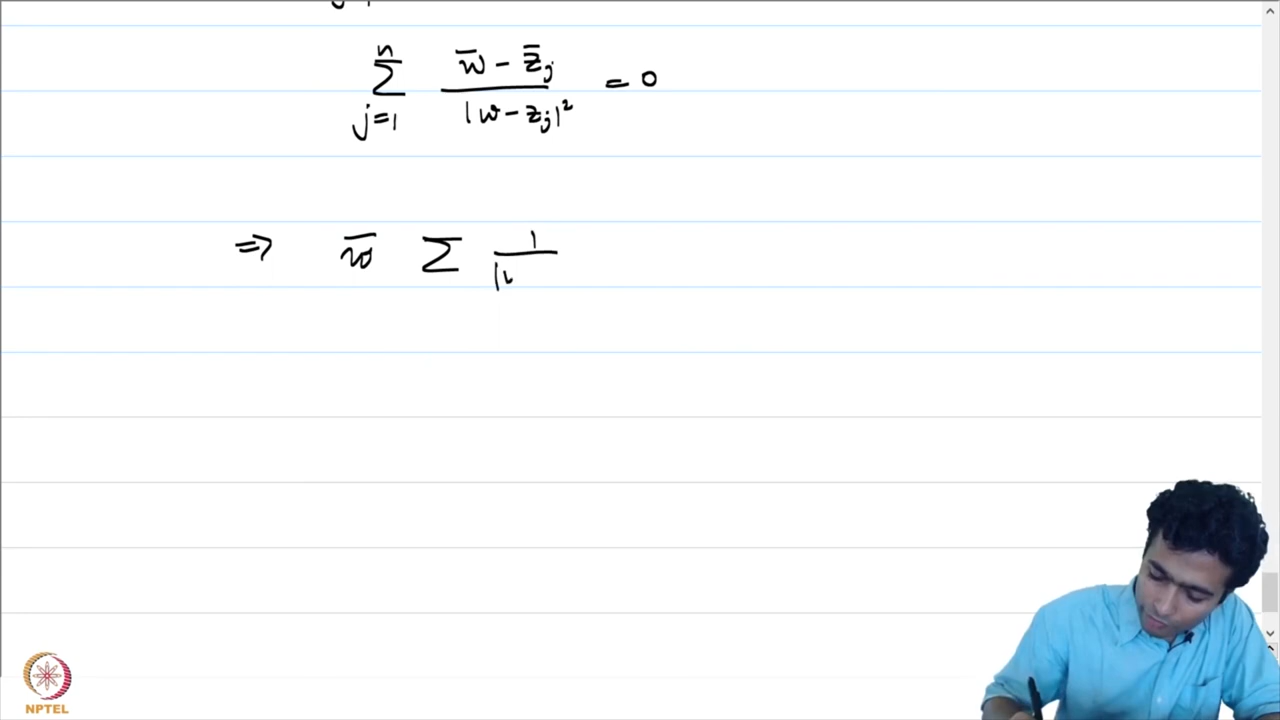 \sum_{j=1}^{n} \frac{\bar{w} - \bar{z}_j}{|w - z_j|^2} = 0
\Rightarrow \bar{w} \sum \frac{1}{|w
NPTEL